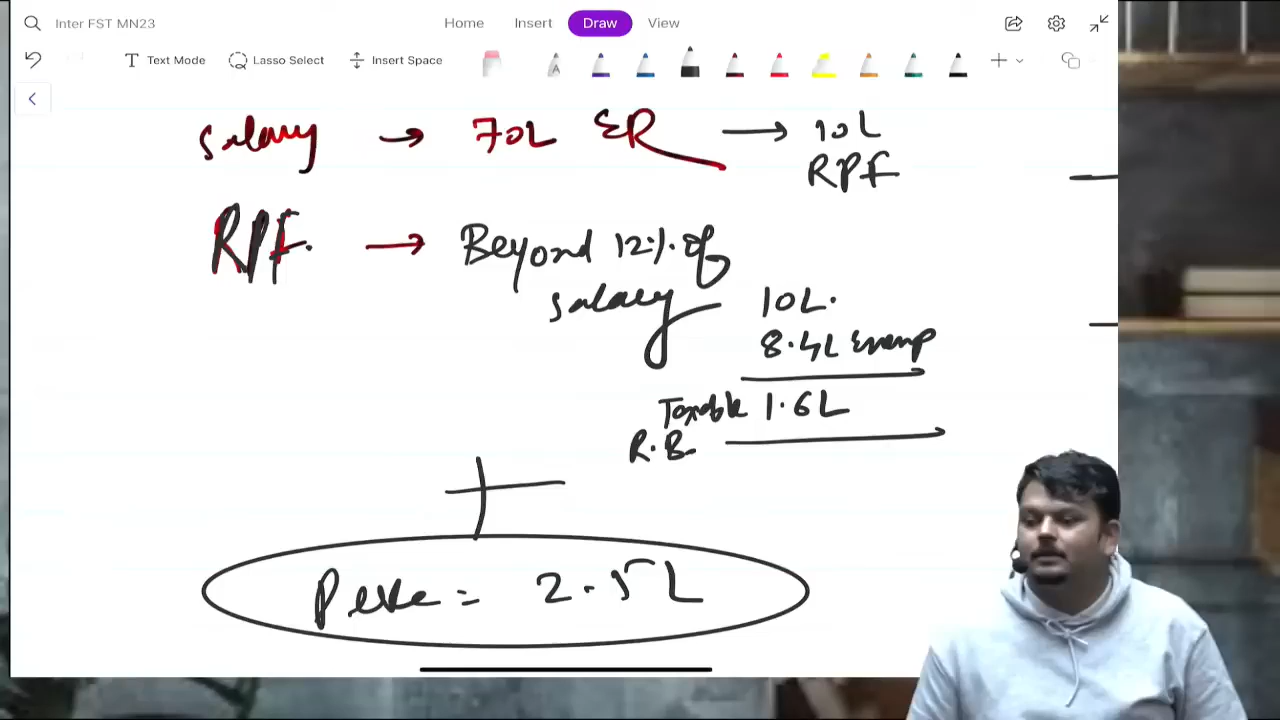 Inter FST MN23
Home Insert Draw View
Text Mode Lasso Select Insert Space
Salary → 70L ER → 10L
RPF
RPF. → Beyond 12% of
salary
10L.
8.4L Exemp
Taxable 1.6L
R.B.
+
= 2.5L